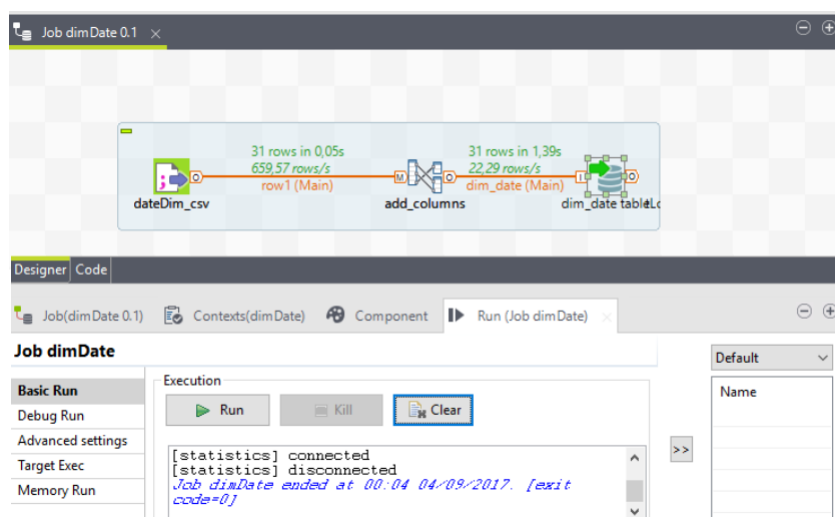 Job dimDate 0.1
31 rows in 0,05s
659,57 rows/s
row1 (Main)
31 rows in 1,39s
22,29 rows/s
dim_date (Main)
dateDim_csv
add_columns
dim_date table
Designer Code
Job(dimDate 0.1) Contexts(dimDate) Component Run (Job dimDate)
Job dimDate
Default
Basic Run
Debug Run
Advanced settings
Target Exec
Memory Run
Execution
Run Kill Clear
Name
>>
[statistics] connected
[statistics] disconnected
Job dimDate ended at 00:04 04/09/2017. [exit
code=0]